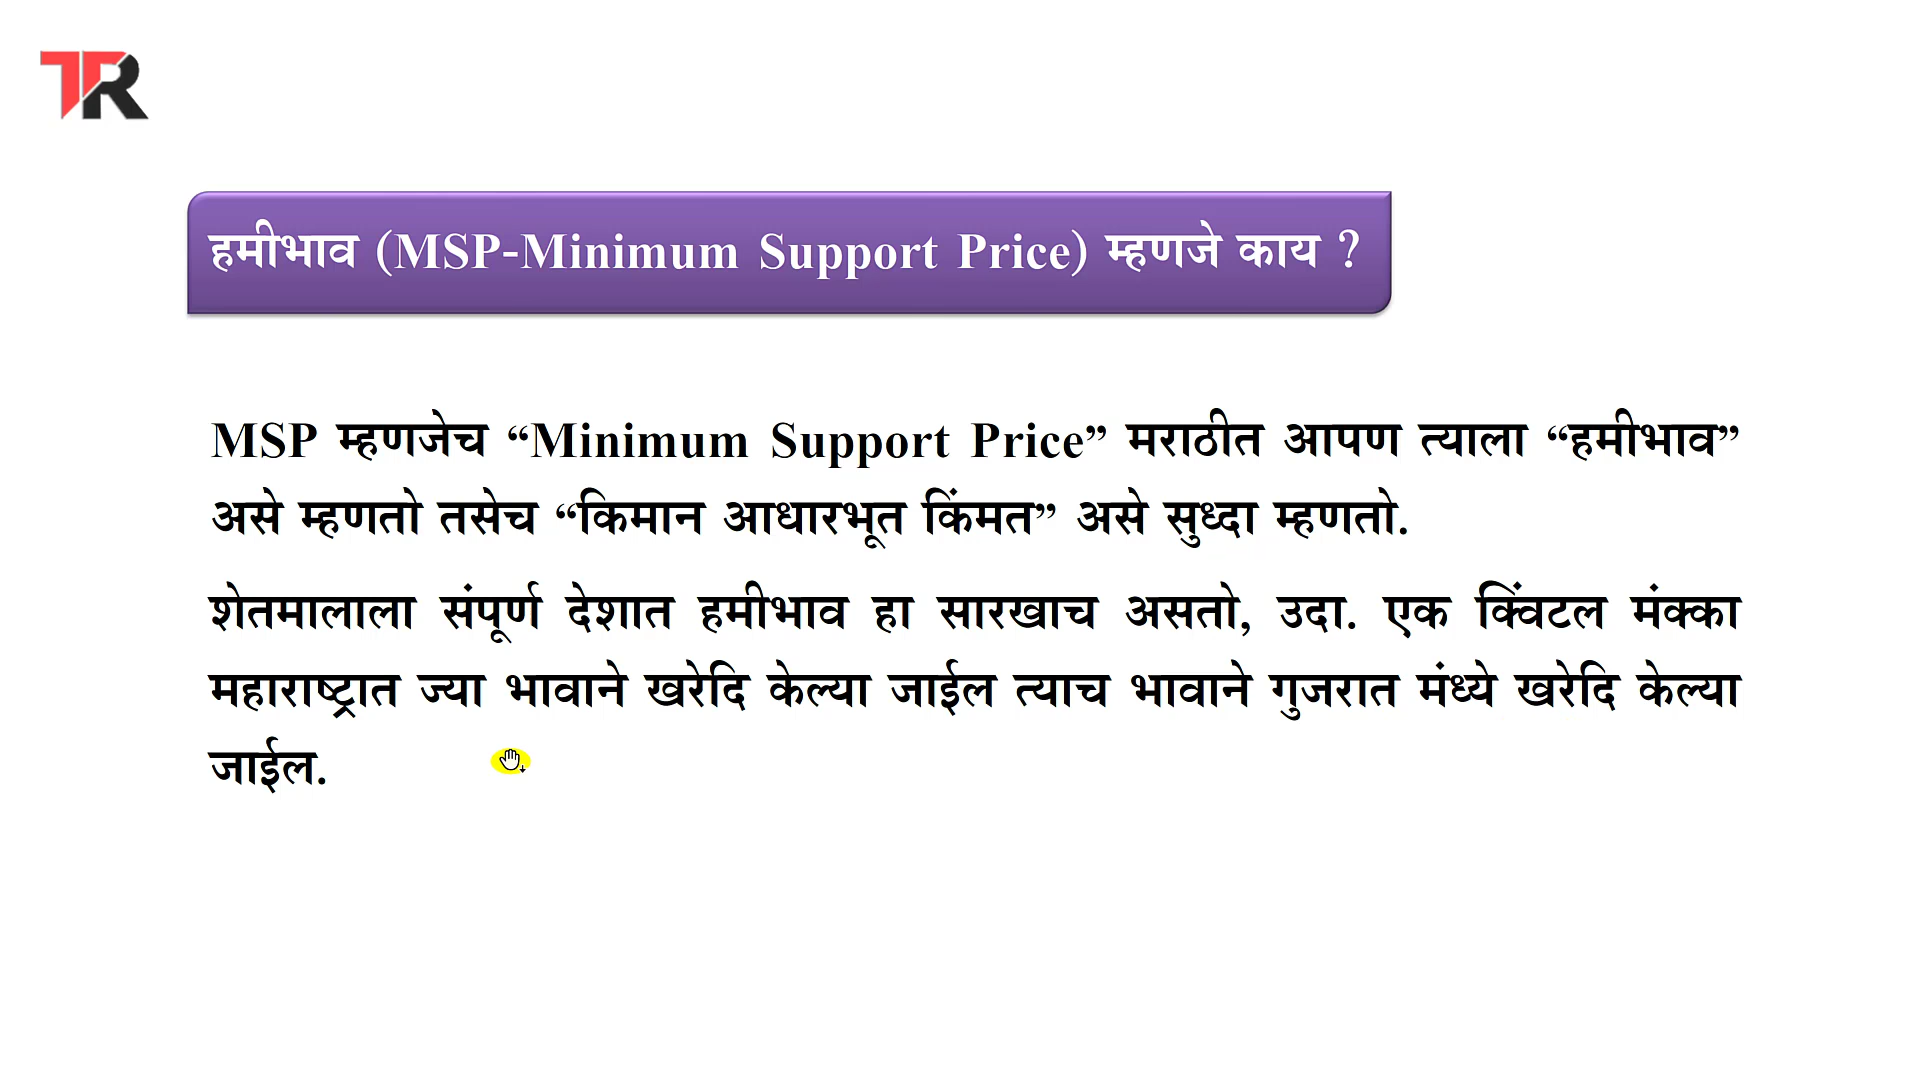 TR
हमीभाव (MSP-Minimum Support Price) म्हणजे काय ?
MSP म्हणजेच “Minimum Support Price” मराठीत आपण त्याला “हमीभाव”
असे म्हणतो तसेच “किमान आधारभूत किंमत” असे सुध्दा म्हणतो.
शेतमालाला संपूर्ण देशात हमीभाव हा सारखाच असतो, उदा. एक क्विंटल मंक्का
महाराष्ट्रात ज्या भावाने खरेदि केल्या जाईल त्याच भावाने गुजरात मंध्ये खरेदि केल्या
जाईल.